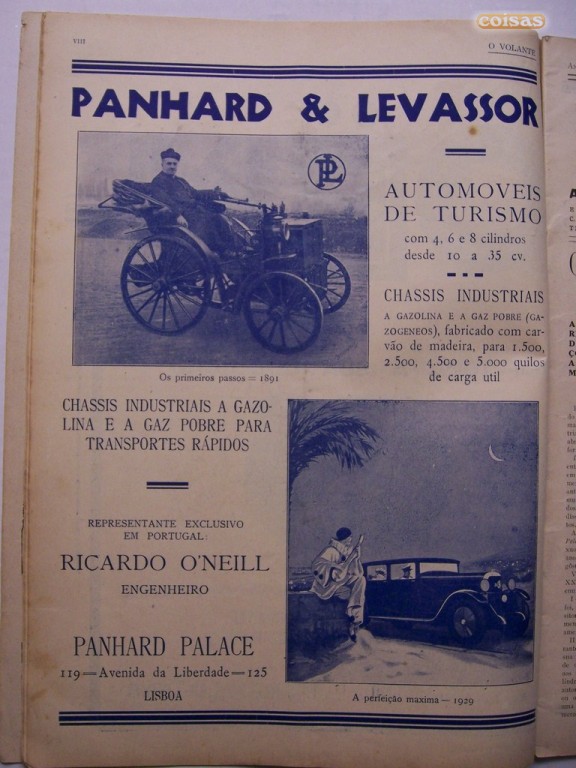 coisas
VIII
O VOLANTE
PANHARD & LEVASSOR
PL
AUTOMOVEIS
DE TURISMO
com 4, 6 e 8 cilindros
desde 10 a 35 cv.
CHASSIS INDUSTRIAIS
A GAZOLINA E A GAZ POBRE (GA-
ZOGENEOS), fabricado com car-
vão de madeira, para 1.500,
2.500, 4.500 e 5.000 quilos
de carga util
Os primeiros passos = 1891
CHASSIS INDUSTRIAIS A GAZO-
LINA E A GAZ POBRE PARA
TRANSPORTES RÁPIDOS
REPRESENTANTE EXCLUSIVO
EM PORTUGAL:
RICARDO O'NEILL
ENGENHEIRO
PANHARD PALACE
119=Avenida da Liberdade-125
LISBOA
A perfeição maxima - 1929